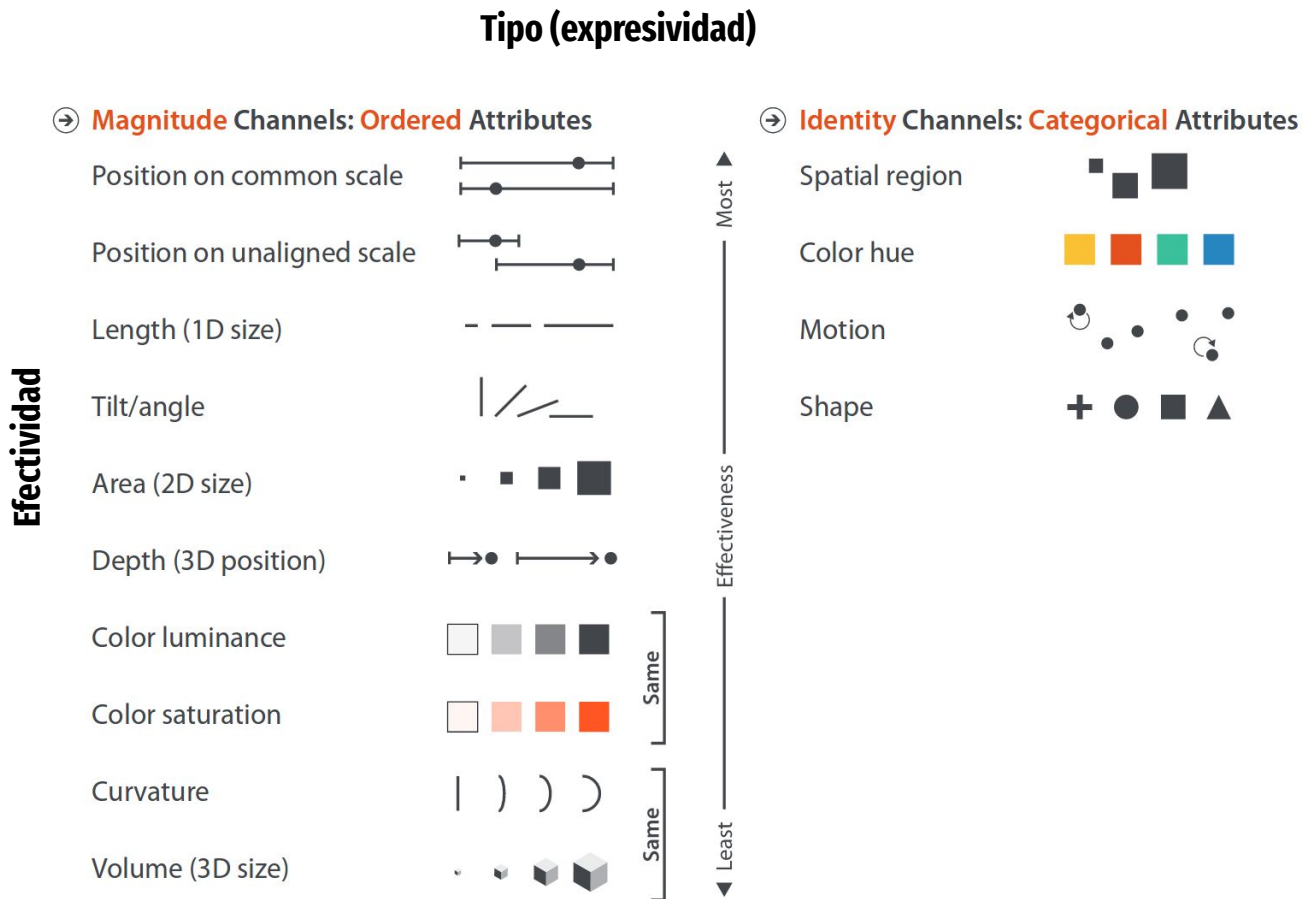 Tipo (expresividad)
Efectividad
Magnitude Channels: Ordered Attributes
Position on common scale
Position on unaligned scale
Length (1D size)
Tilt/angle
Area (2D size)
Depth (3D position)
Color luminance
Color saturation
Same
Curvature
Volume (3D size)
Same
Most
Effectiveness
Least
Identity Channels: Categorical Attributes
Spatial region
Color hue
Motion
Shape